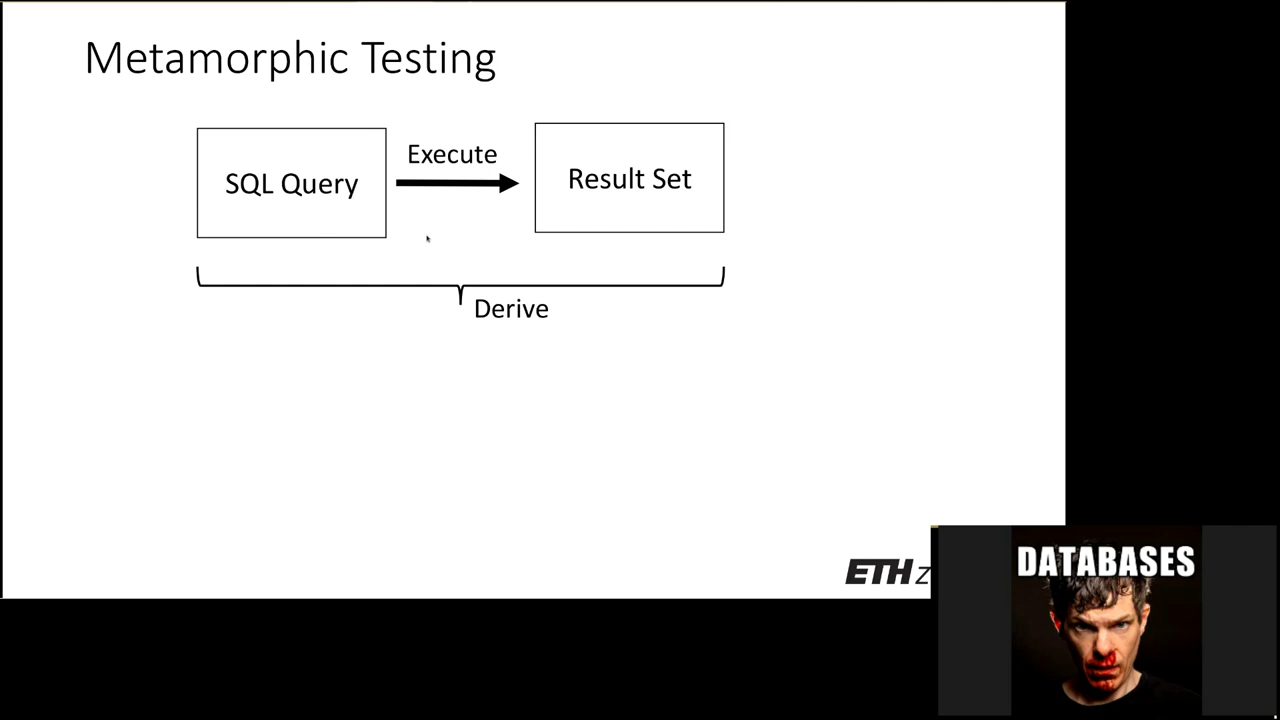 Metamorphic Testing
SQL Query
Execute
Result Set
Derive
ETH z
DATABASES